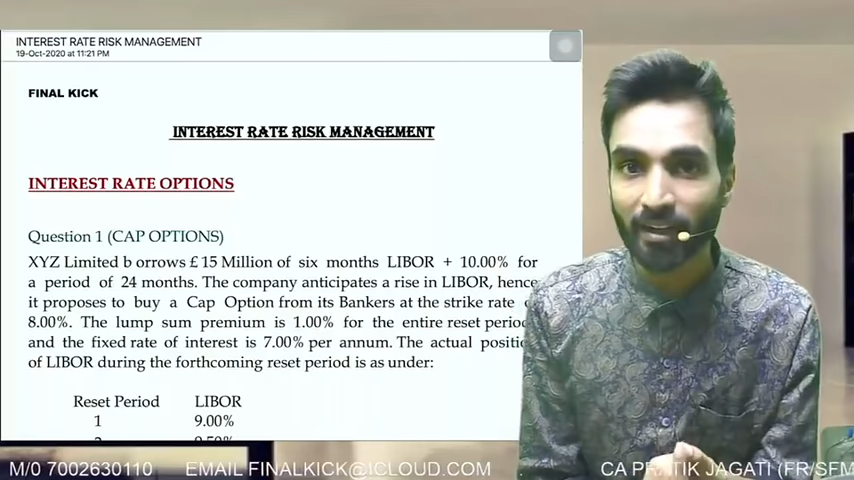 INTEREST RATE RISK MANAGEMENT
19-Oct-2020 at 11:21 PM
FINAL KICK
INTEREST RATE RISK MANAGEMENT
INTEREST RATE OPTIONS
Question 1 (CAP OPTIONS)
XYZ Limited b orrows £ 15 Million of six months LIBOR + 10.00% for
a period of 24 months. The company anticipates a rise in LIBOR, hence
it proposes to buy a Cap Option from its Bankers at the strike rate
8.00%. The lump sum premium is 1.00% for the entire reset
and the fixed rate of interest is 7.00% per annum. The actual
of LIBOR during the forthcoming reset period is as under:
Reset Period LIBOR
1 9.00%
M/0 7002630110 EMAIL FINALKICK@ICLOUD.COM CA PRATIK JAGATI (FR/SFM